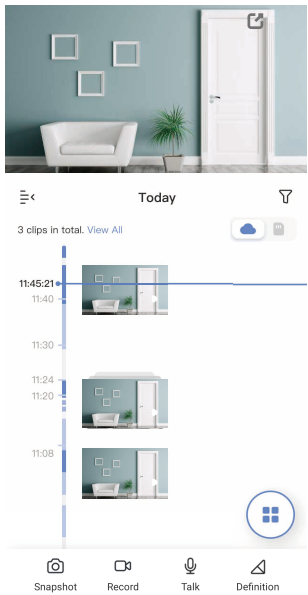 Today
3 clips in total. View All
11:45:21
11:40
11:30
11:24
11:20
11:08
Snapshot Record Talk Definition